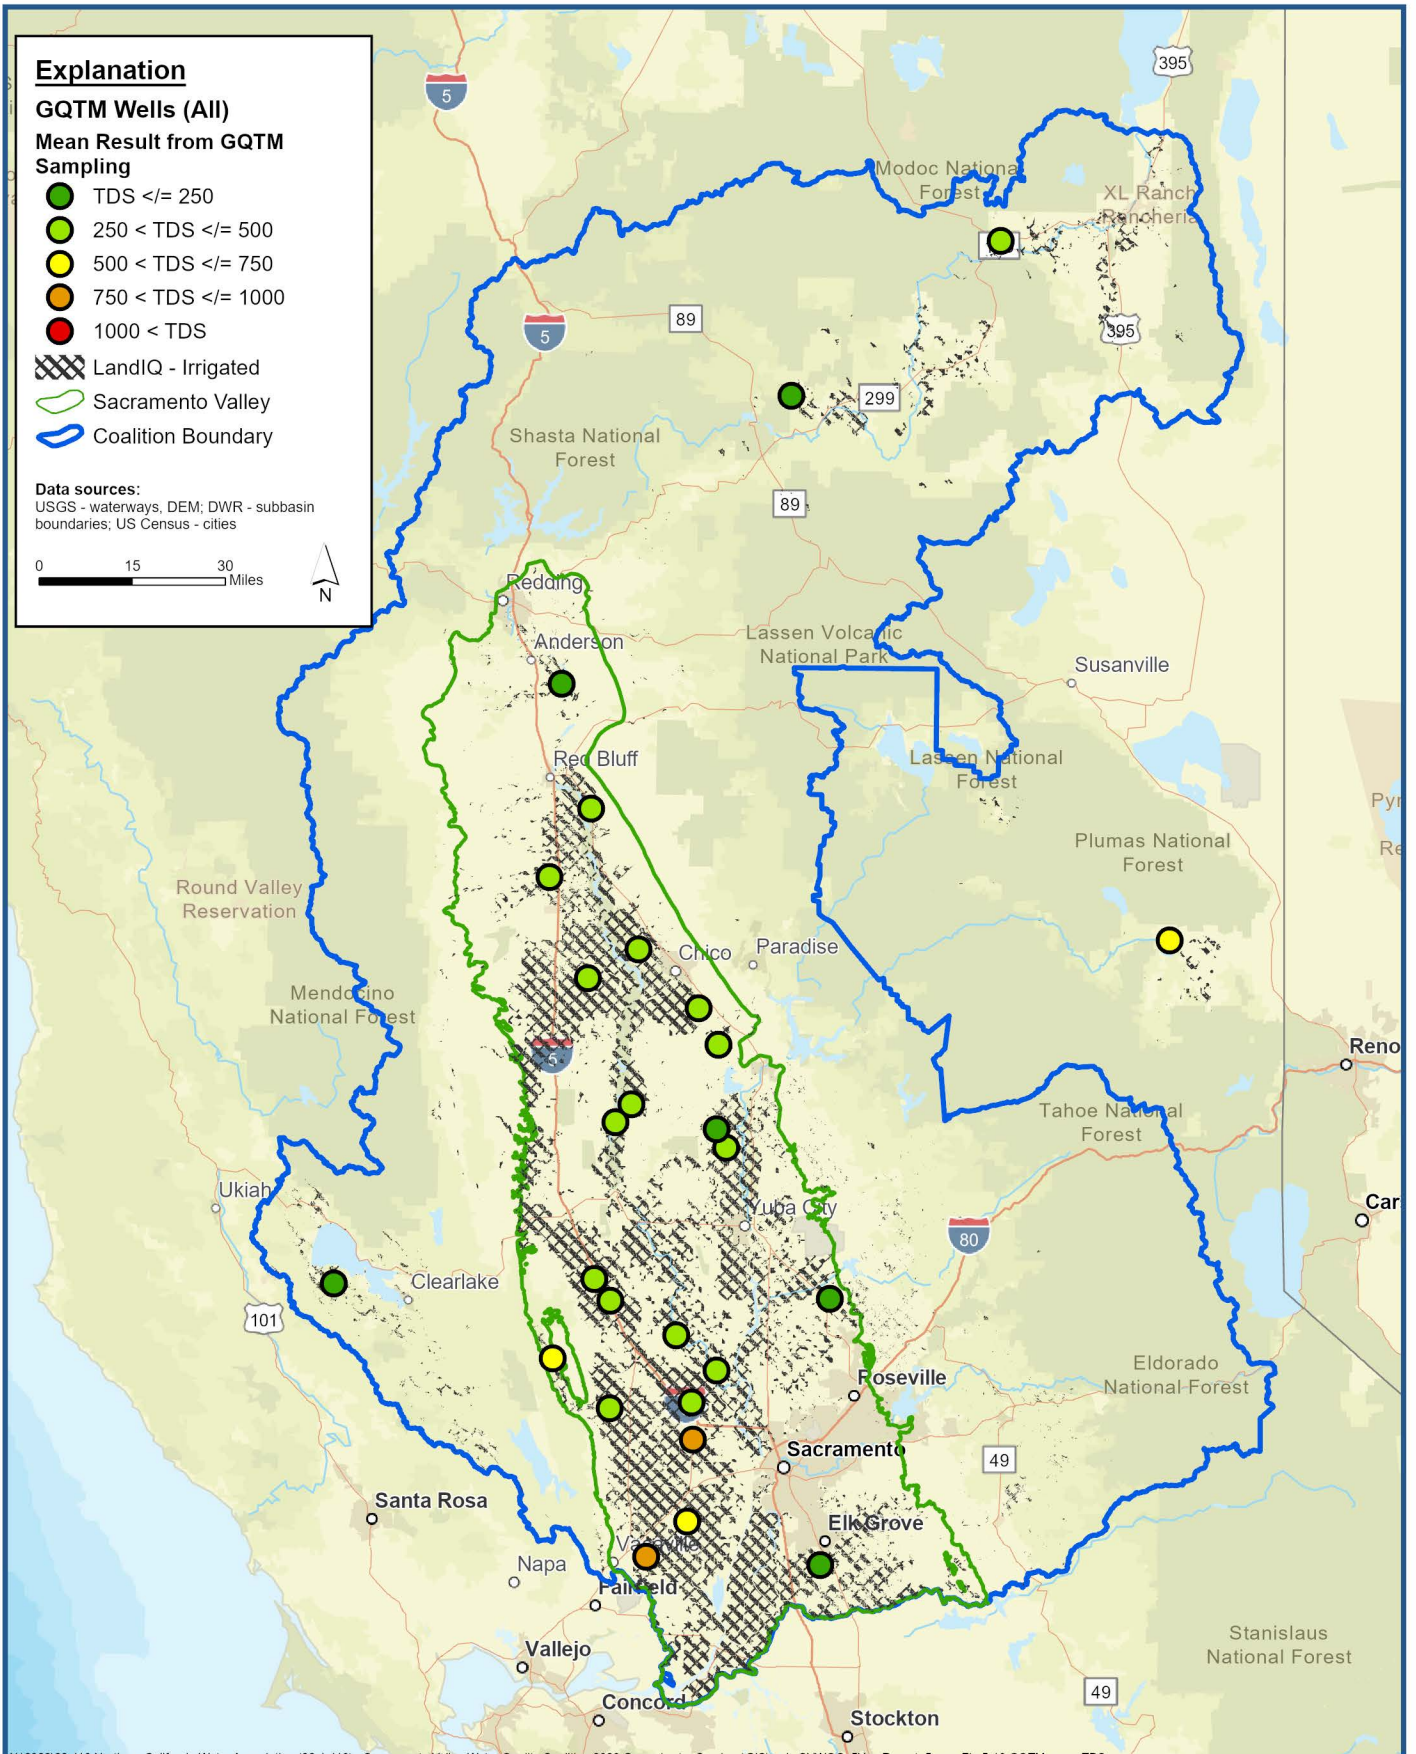 Explanation
GQTM Wells (All)
Mean Result from GQTM
Sampling
TDS </= 250
250 < TDS </= 500
500 < TDS </= 750
750 < TDS </= 1000
1000 < TDS
LandIQ - Irrigated
Sacramento Valley
Coalition Boundary
Data sources:
USGS - waterways, DEM; DWR - subbasin
boundaries; US Census - cities
0 15 30
Miles
N
5
395
Modoc National
Forest
XL Ranch
Rancheria
5
89
395
299
Shasta National
Forest
89
Redding
Anderson
Lassen Volcanic
National Park
Susanville
Red Bluff
Lassen National
Forest
Plumas National
Forest
Round Valley
Reservation
Chico
Paradise
Mendocino
National Forest
5
Reno
Tahoe National
Forest
Ukiah
Yuba City
80
Clearlake
101
Eldorado
National Forest
Roseville
Sacramento
49
Santa Rosa
Elk Grove
Vacaville
Napa
Fairfield
Vallejo
Stanislaus
National Forest
49
Concord
Stockton